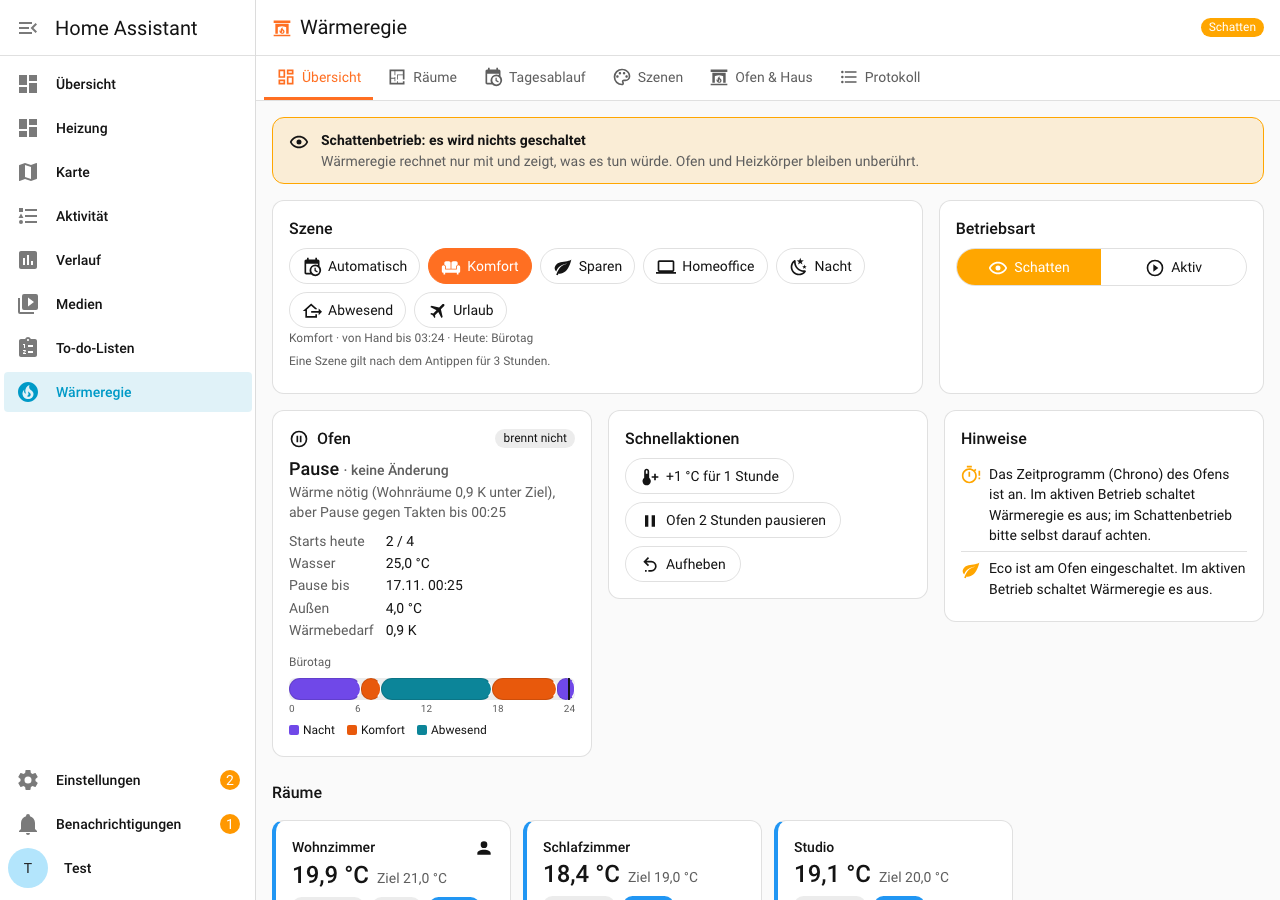 Home Assistant
Wärmeregie
Schatten
Übersicht
Heizung
Karte
Aktivität
Verlauf
Medien
To-do-Listen
Wärmeregie
Einstellungen 2
Benachrichtigungen 1
T Test
Übersicht Räume Tagesablauf Szenen Ofen & Haus Protokoll
Schattenbetrieb: es wird nichts geschaltet
Wärmeregie rechnet nur mit und zeigt, was es tun würde. Ofen und Heizkörper bleiben unberührt.
Szene
Automatisch Komfort Sparen Homeoffice Nacht
Abwesend Urlaub
Komfort · von Hand bis 03:24 · Heute: Bürotag
Eine Szene gilt nach dem Antippen für 3 Stunden.
Betriebsart
Schatten Aktiv
Ofen brennt nicht
Pause · keine Änderung
Wärme nötig (Wohnräume 0,9 K unter Ziel),
aber Pause gegen Takten bis 00:25
Starts heute 2 / 4
Wasser 25,0 °C
Pause bis 17.11. 00:25
Außen 4,0 °C
Wärmebedarf 0,9 K
Bürotag
0 6 12 18 24
Nacht Komfort Abwesend
Schnellaktionen
+1 °C für 1 Stunde
Ofen 2 Stunden pausieren
Aufheben
Hinweise
Das Zeitprogramm (Chrono) des Ofens
ist an. Im aktiven Betrieb schaltet
Wärmeregie es aus; im Schattenbetrieb
bitte selbst darauf achten.
Eco ist am Ofen eingeschaltet. Im aktiven
Betrieb schaltet Wärmeregie es aus.
Räume
Wohnzimmer
19,9 °C Ziel 21,0 °C
Schlafzimmer
18,4 °C Ziel 19,0 °C
Studio
19,1 °C Ziel 20,0 °C